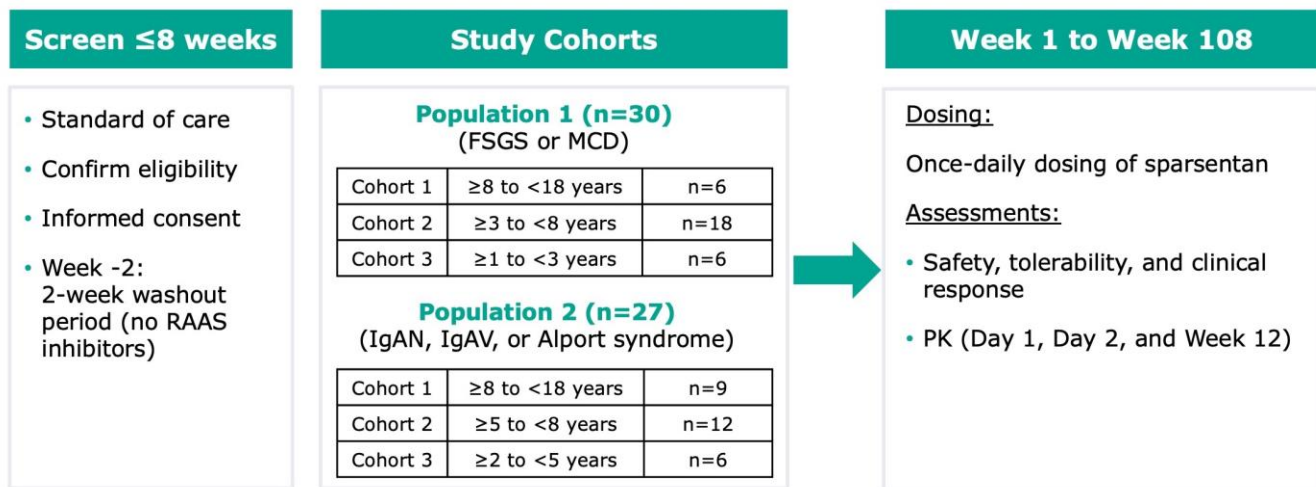 Screen ≤8 weeks
• Standard of care
• Confirm eligibility
• Informed consent
• Week -2:
2-week washout
period (no RAAS
inhibitors)
Study Cohorts
Population 1 (n=30)
(FSGS or MCD)
Cohort 1 ≥8 to <18 years n=6
Cohort 2 ≥3 to <8 years n=18
Cohort 3 ≥1 to <3 years n=6
Population 2 (n=27)
(IgAN, IgAV, or Alport syndrome)
Cohort 1 ≥8 to <18 years n=9
Cohort 2 ≥5 to <8 years n=12
Cohort 3 ≥2 to <5 years n=6
Week 1 to Week 108
Dosing:
Once-daily dosing of sparsentan
Assessments:
• Safety, tolerability, and clinical
response
• PK (Day 1, Day 2, and Week 12)